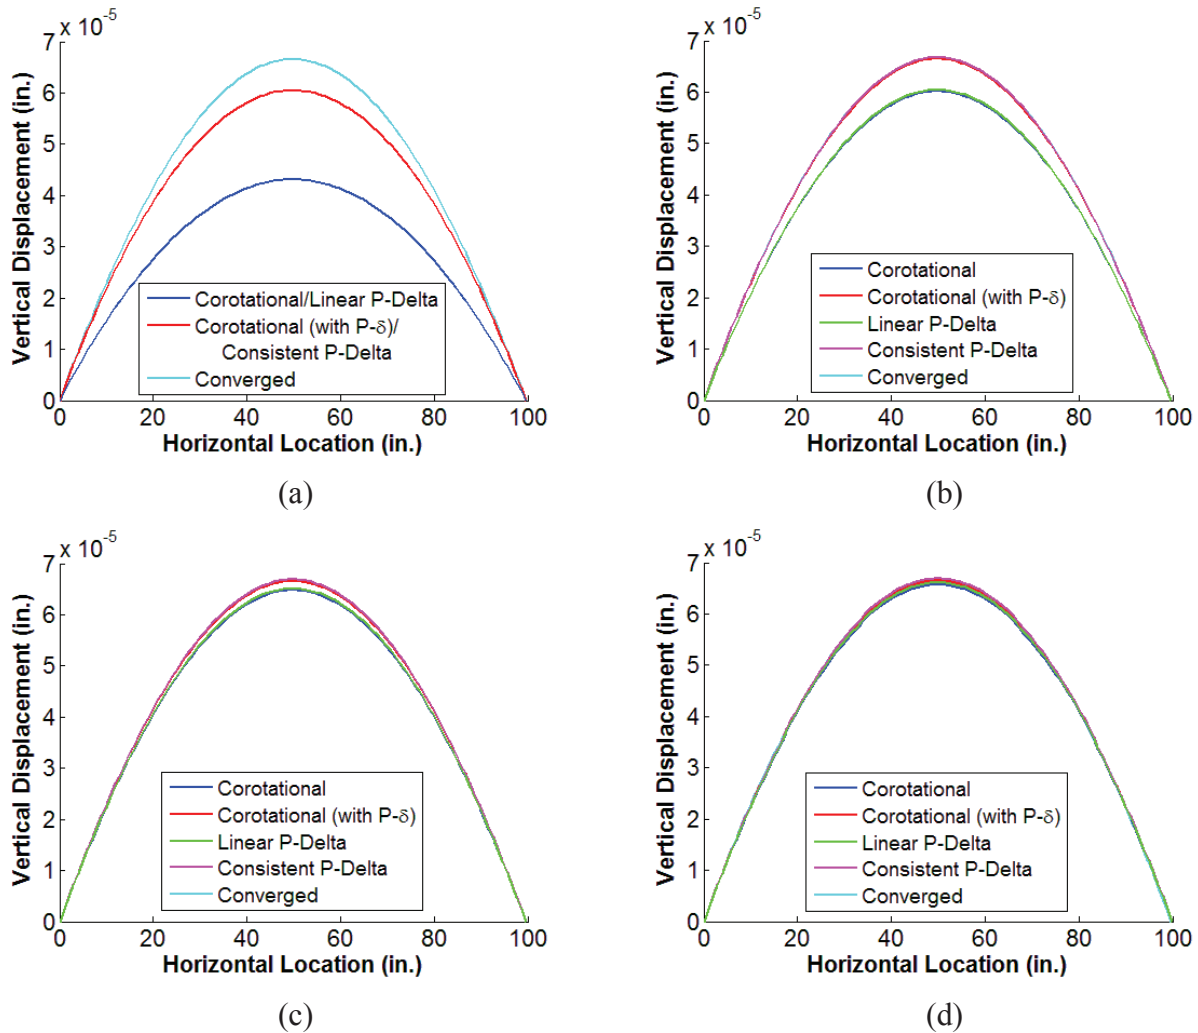 7 x 10^-5
6
5
4
3
2
1
0
Vertical Displacement (in.)
Corotational/Linear P-Delta
Corotational (with P-δ)/
Consistent P-Delta
Converged
0 20 40 60 80 100
Horizontal Location (in.)
(a)
7 x 10^-5
6
5
4
3
2
1
0
Vertical Displacement (in.)
Corotational
Corotational (with P-δ)
Linear P-Delta
Consistent P-Delta
Converged
0 20 40 60 80 100
Horizontal Location (in.)
(b)
7 x 10^-5
6
5
4
3
2
1
0
Vertical Displacement (in.)
Corotational
Corotational (with P-δ)
Linear P-Delta
Consistent P-Delta
Converged
0 20 40 60 80 100
Horizontal Location (in.)
(c)
7 x 10^-5
6
5
4
3
2
1
0
Vertical Displacement (in.)
Corotational
Corotational (with P-δ)
Linear P-Delta
Consistent P-Delta
Converged
0 20 40 60 80 100
Horizontal Location (in.)
(d)